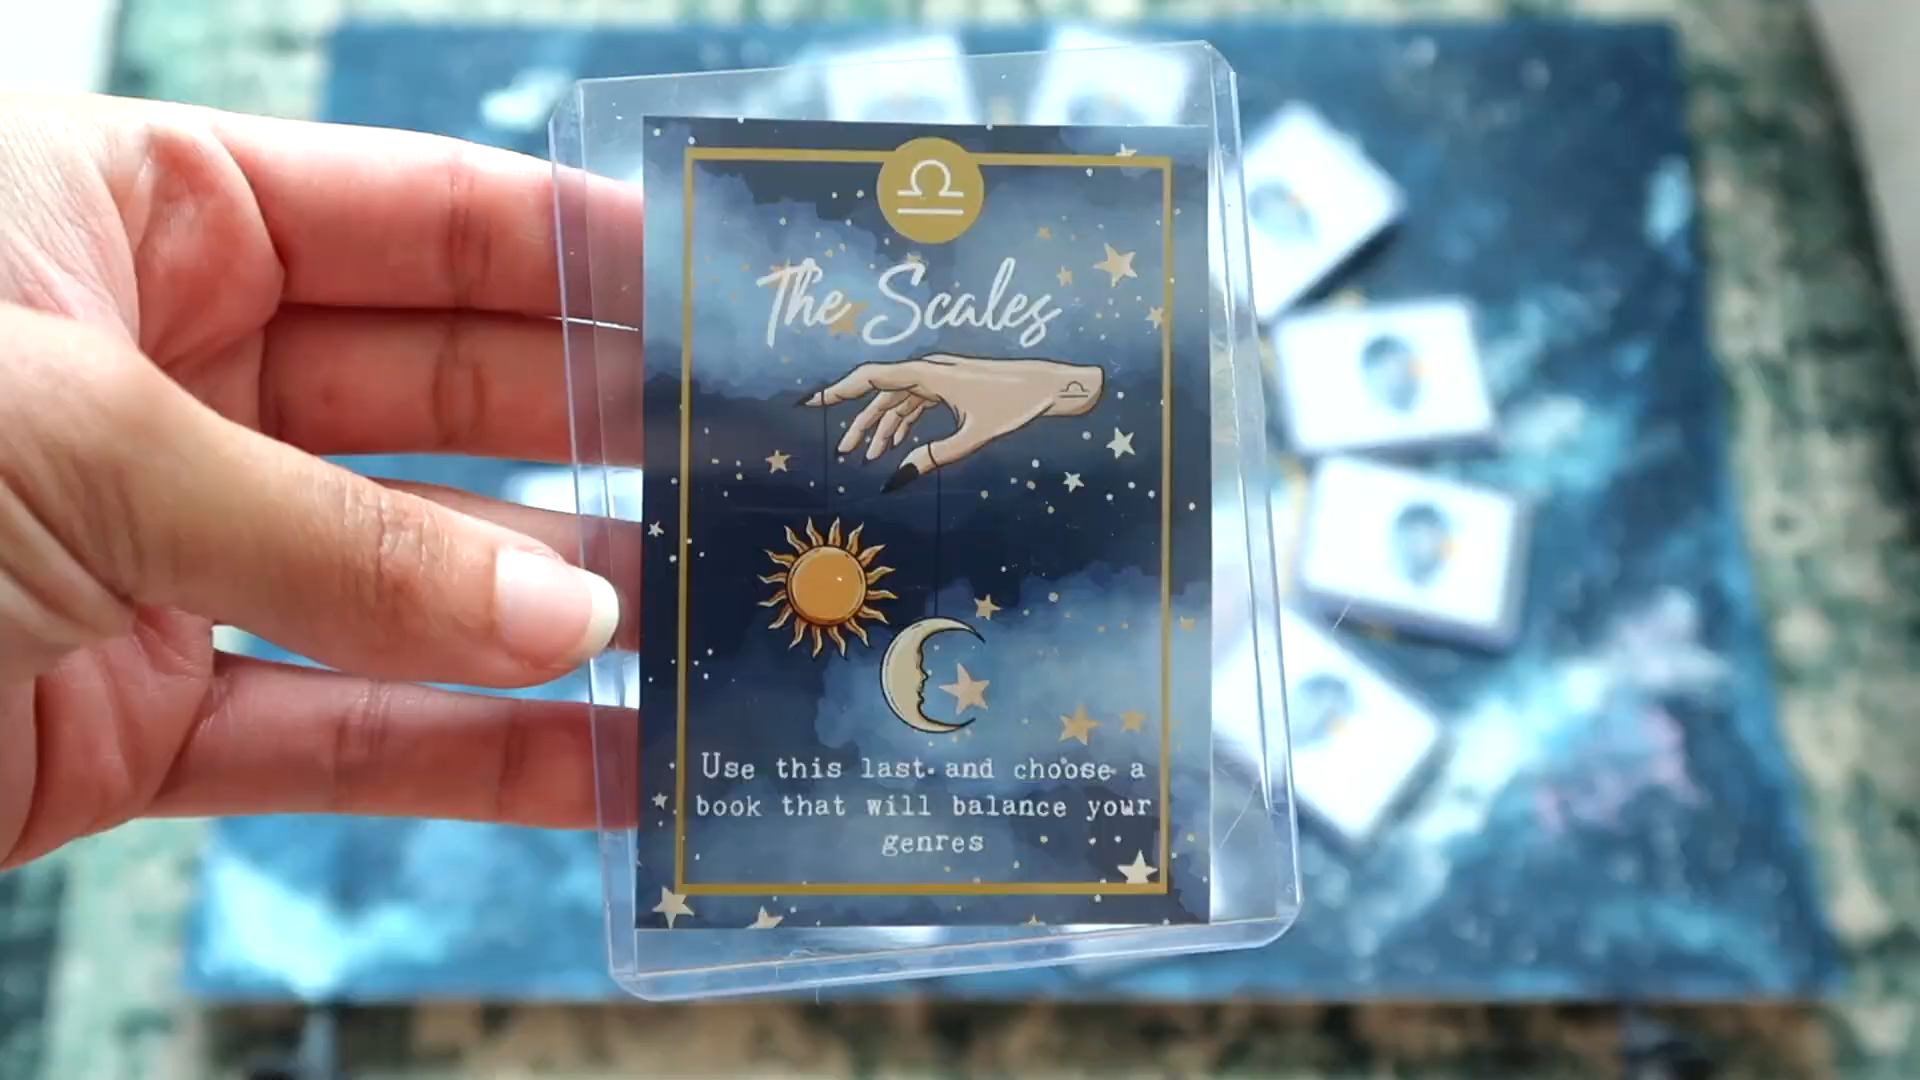 The Scales
Use this last and choose a
book that will balance your
genres